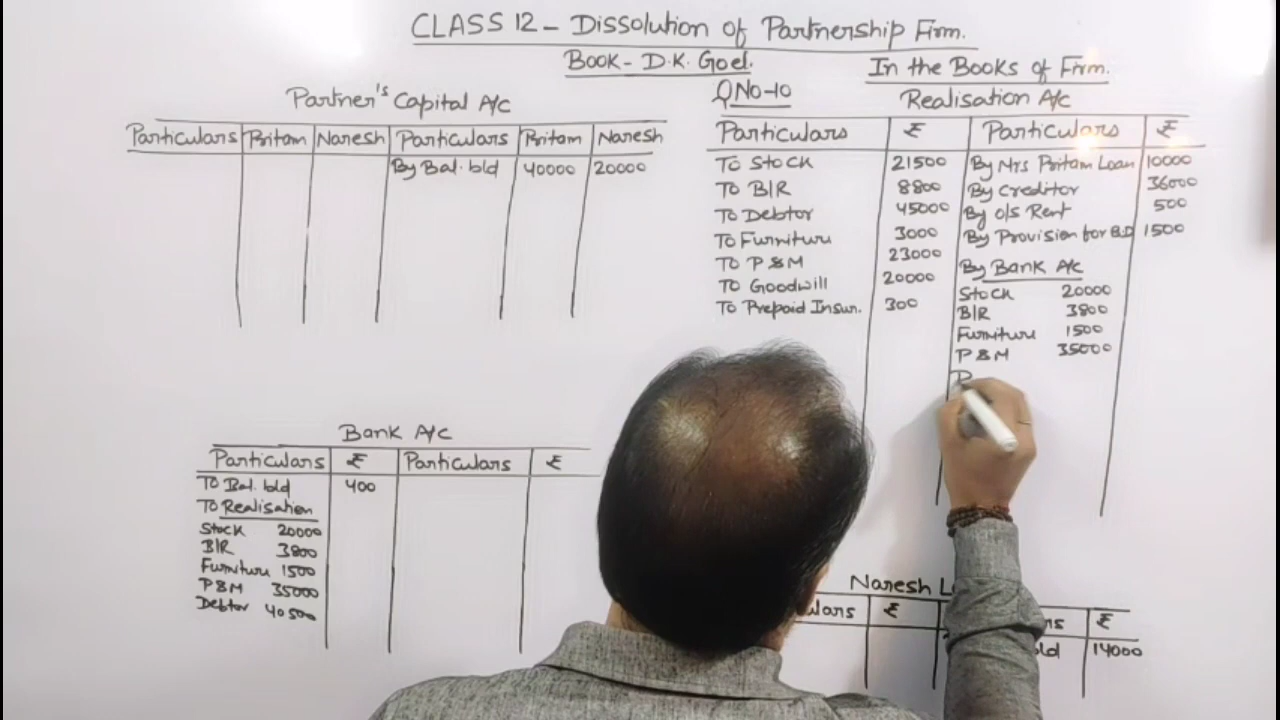 CLASS 12 - Dissolution of Partnership Firm.
Book - D.K. Goel.
In the Books of Firm.
Partner's Capital A/c
Particulars Pritam Naresh Particulars Pritam Naresh
By Bal. b/d 40000 20000
QNo-10
Realisation A/c
Particulars ₹ Particulars ₹
To Stock 21500 By Mrs Pritam Loan 10000
To B/R 8800 By Creditor 36000
To Debtor 45000 By o/s Rent 500
To Furniture 3000 By Provision for B.D 1500
To P&M 23000 By Bank A/c
To Goodwill 20000 Stock 20000
To Prepaid Insur. 300 B/R 3800
Furniture 1500
P&M 35000
Bank A/c
Particulars ₹ Particulars ₹
To Bal. b/d 400
To Realisation
Stock 20000
B/R 3800
Furniture 1500
P&M 35000
Debtor 40500
Naresh L
ulars ₹ rs ₹
b/d 14000